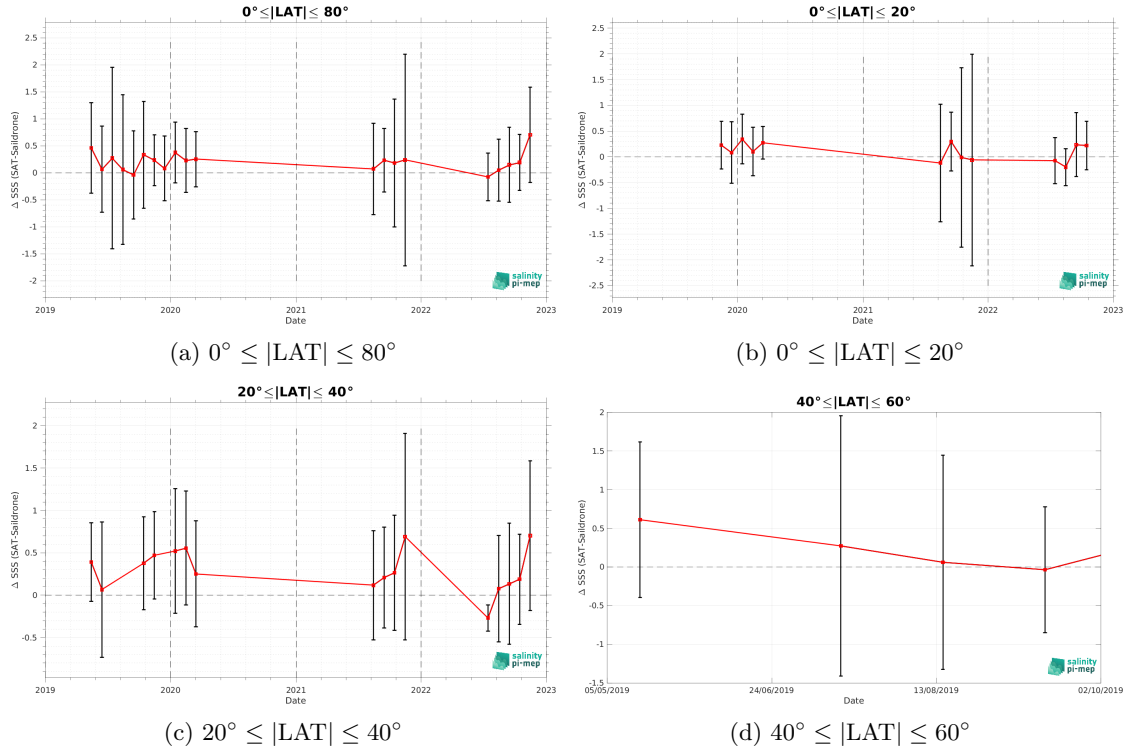 0°≤|LAT|≤ 80°
Δ SSS (SAT-Saildrone)
2.5
2
1.5
1
0.5
0
-0.5
-1
-1.5
-2
2019
2020
2021
2022
2023
Date
salinity
pi-mep
(a) 0° ≤ |LAT| ≤ 80°
0°≤|LAT|≤ 20°
Δ SSS (SAT-Saildrone)
2.5
2
1.5
1
0.5
0
-0.5
-1
-1.5
-2
-2.5
2019
2020
2021
2022
2023
Date
salinity
pi-mep
(b) 0° ≤ |LAT| ≤ 20°
20°≤|LAT|≤ 40°
Δ SSS (SAT-Saildrone)
2
1.5
1
0.5
0
-0.5
2019
2020
2021
2022
2023
Date
salinity
pi-mep
(c) 20° ≤ |LAT| ≤ 40°
40°≤|LAT|≤ 60°
Δ SSS (SAT-Saildrone)
2
1.5
1
0.5
0
-0.5
-1
-1.5
05/05/2019
24/06/2019
13/08/2019
02/10/2019
Date
salinity
pi-mep
(d) 40° ≤ |LAT| ≤ 60°